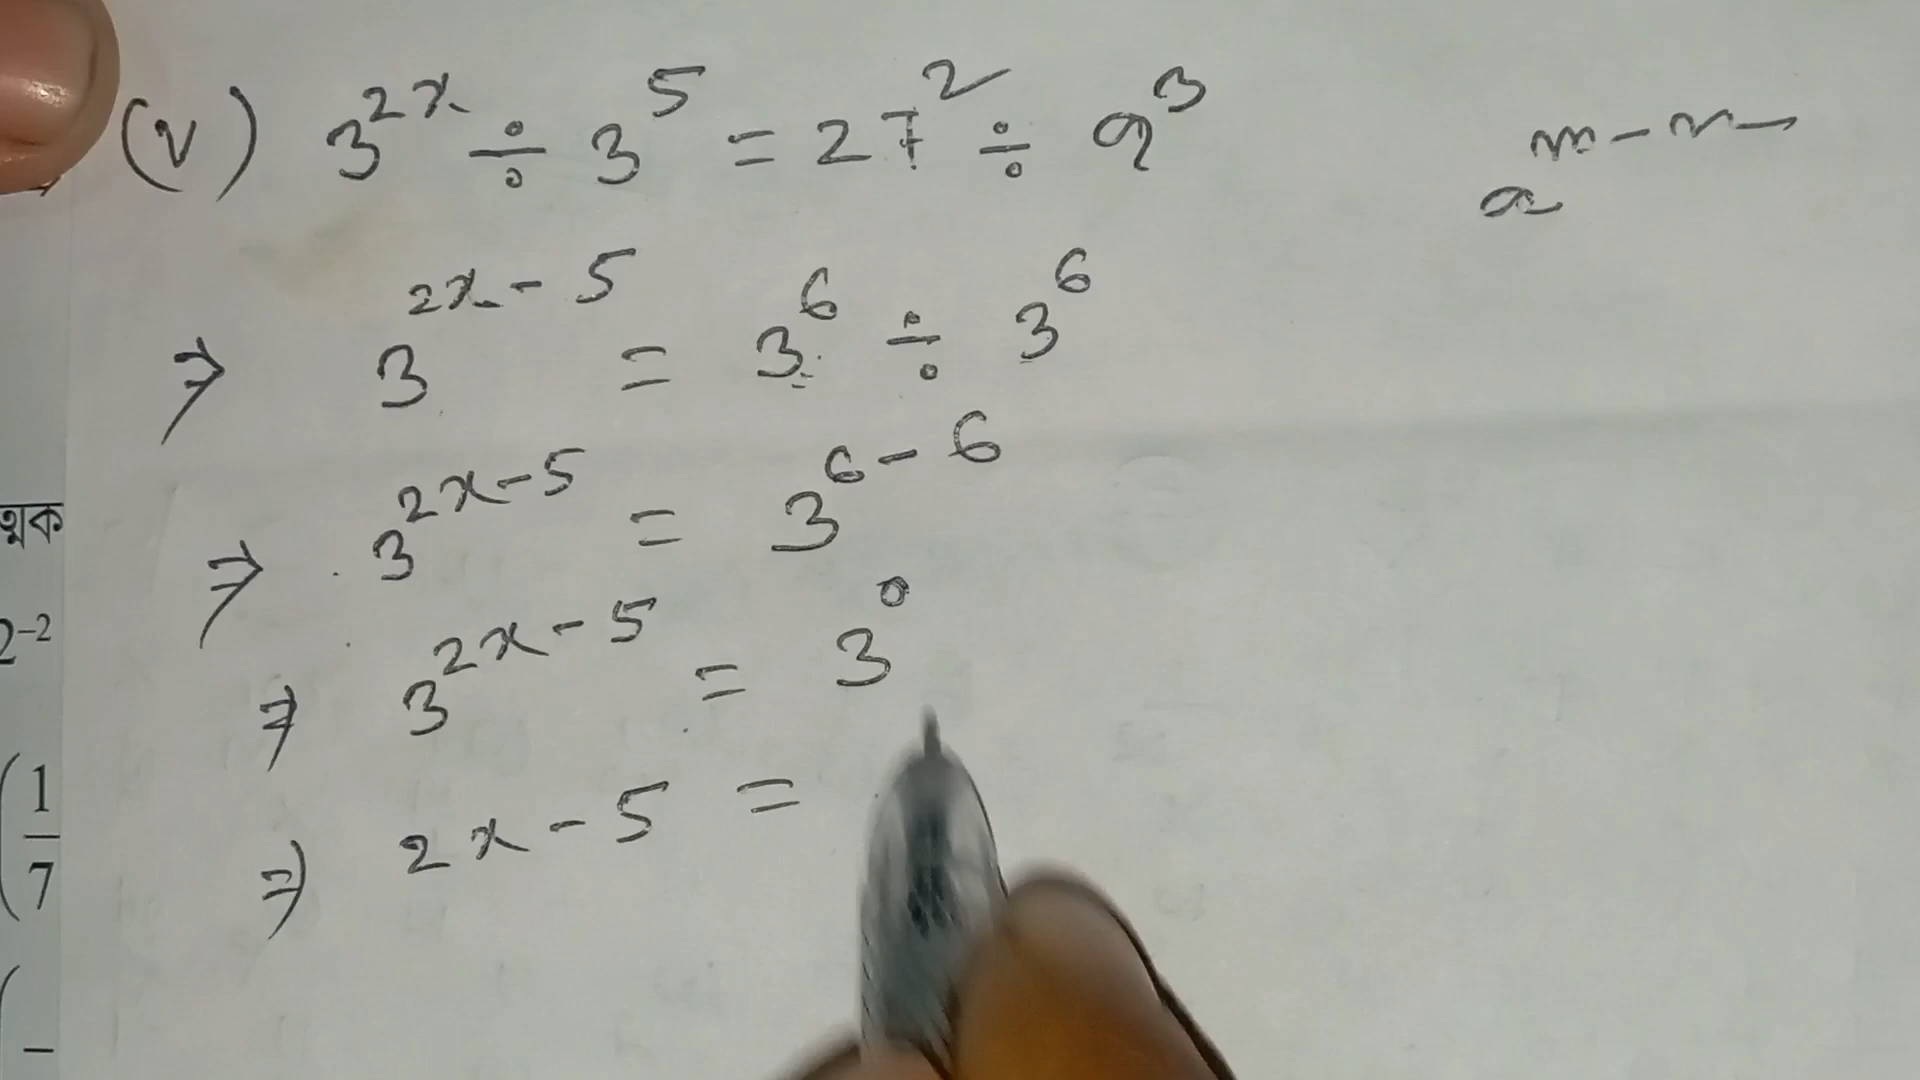 (v) 3^{2x} ÷ 3^5 = 27^2 ÷ 9^3
a^{m-n}
⇒ 3^{2x-5} = 3^6 ÷ 3^6
⇒ 3^{2x-5} = 3^{6-6}
⇒ 3^{2x-5} = 3^0
⇒ 2x - 5 =
থক
2^{-2}
(1/7
(-